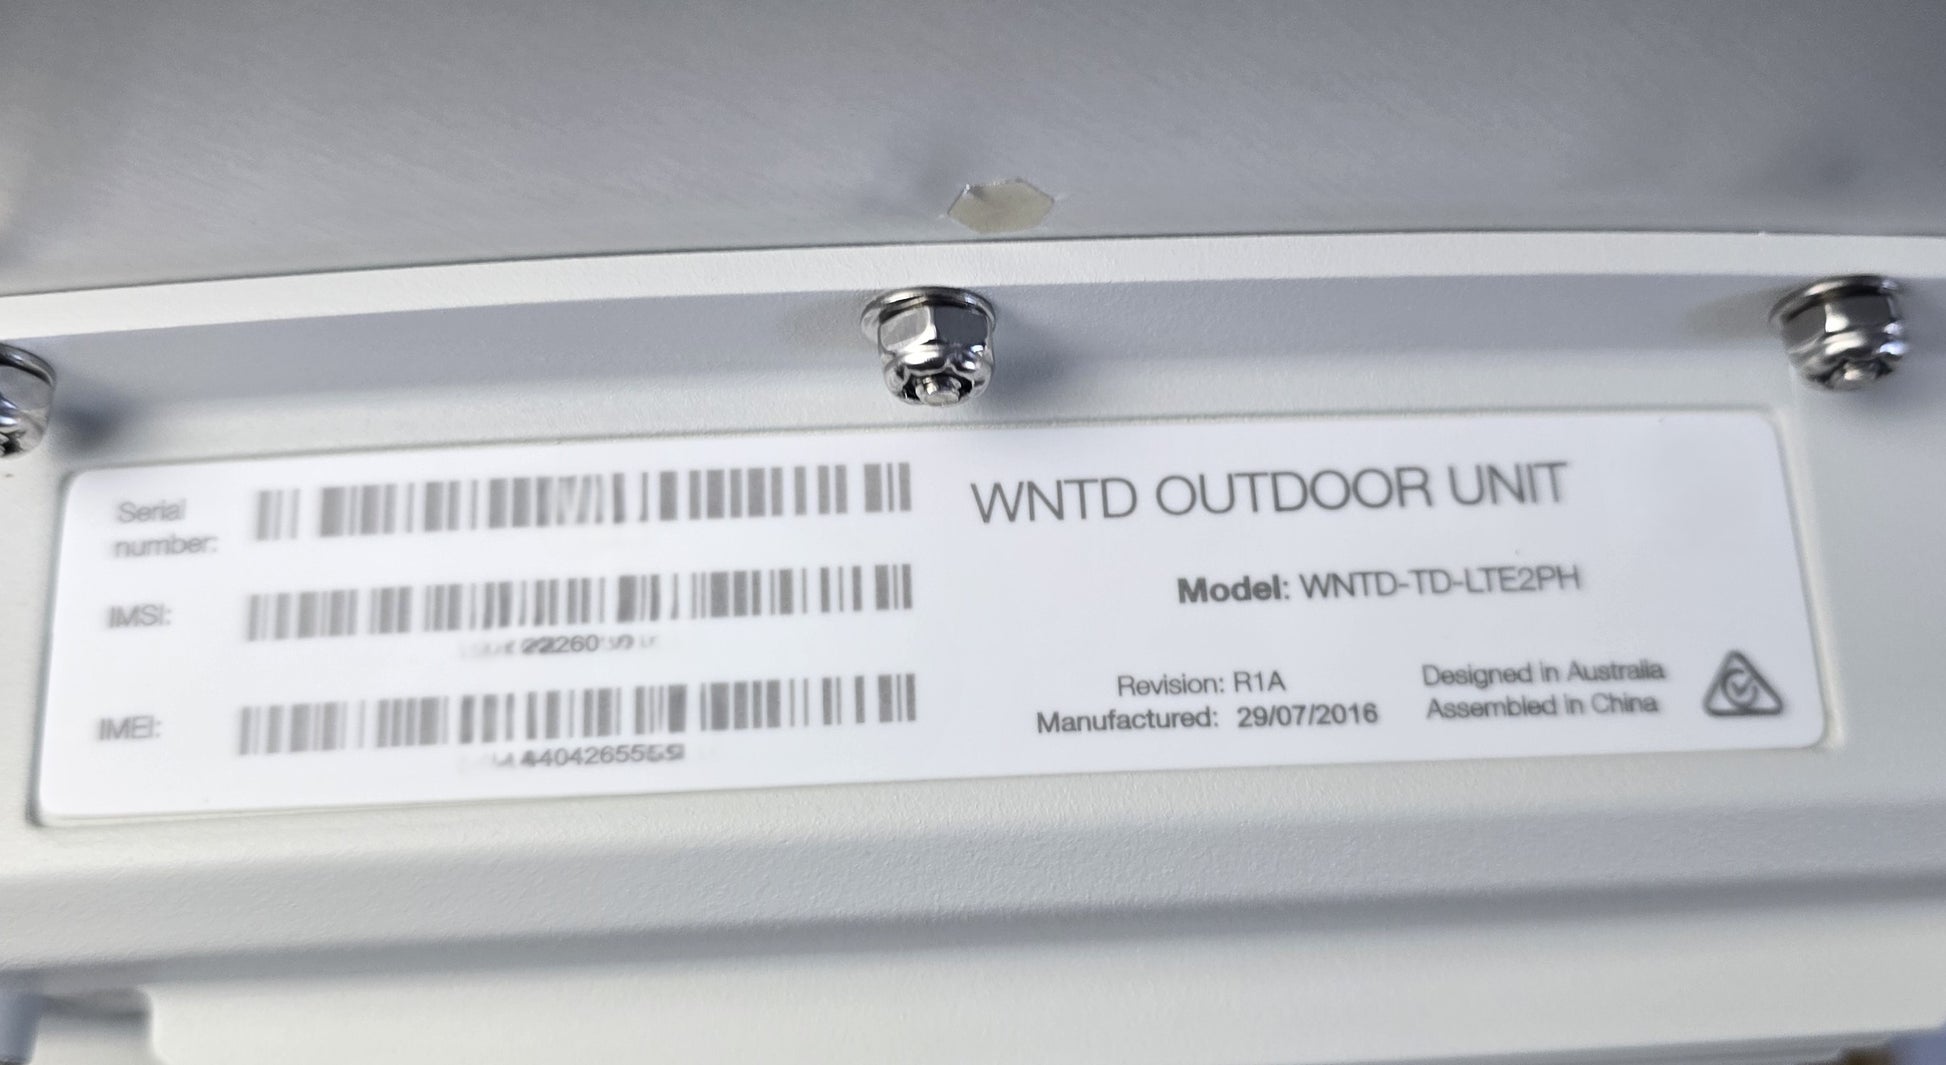 Serial
number:
IMSI:
IMEI:
WNTD OUTDOOR UNIT
Model: WNTD-TD-LTE2PH
Revision: R1A
Manufactured: 29/07/2016
Designed in Australia
Assembled in China